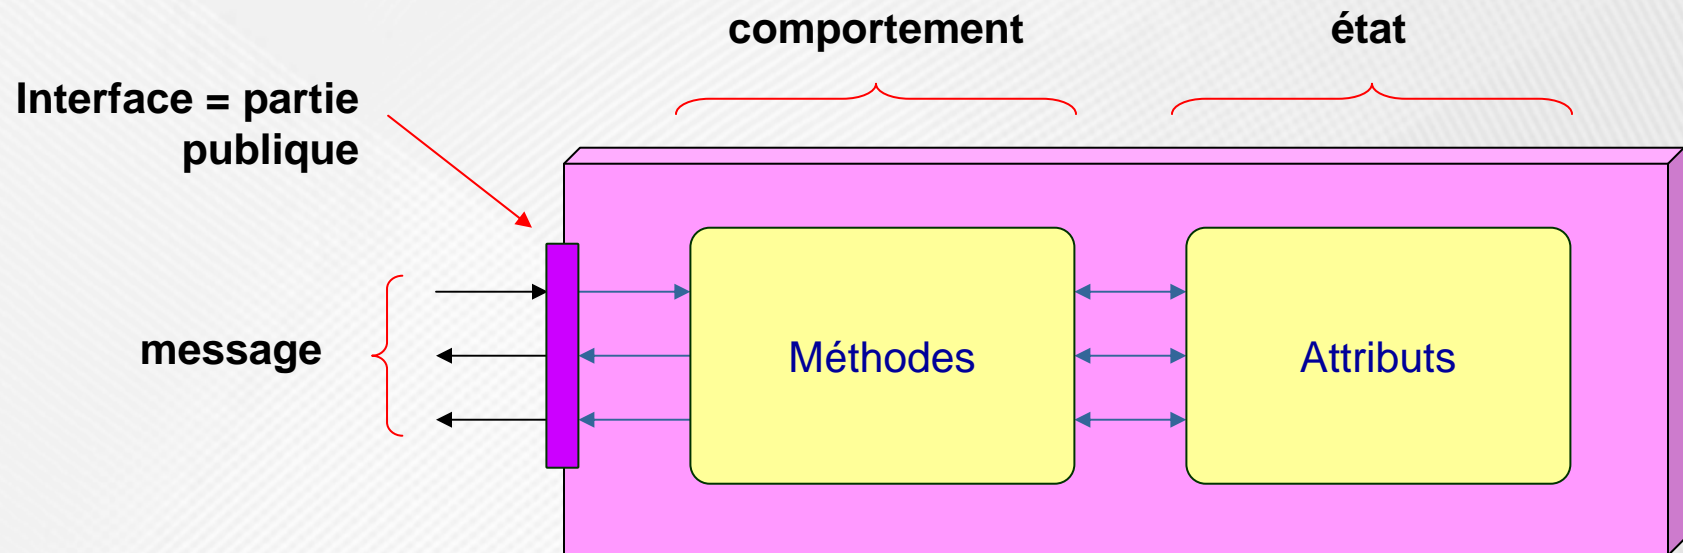 comportement
état
Interface = partie
publique
message
Méthodes
Attributs